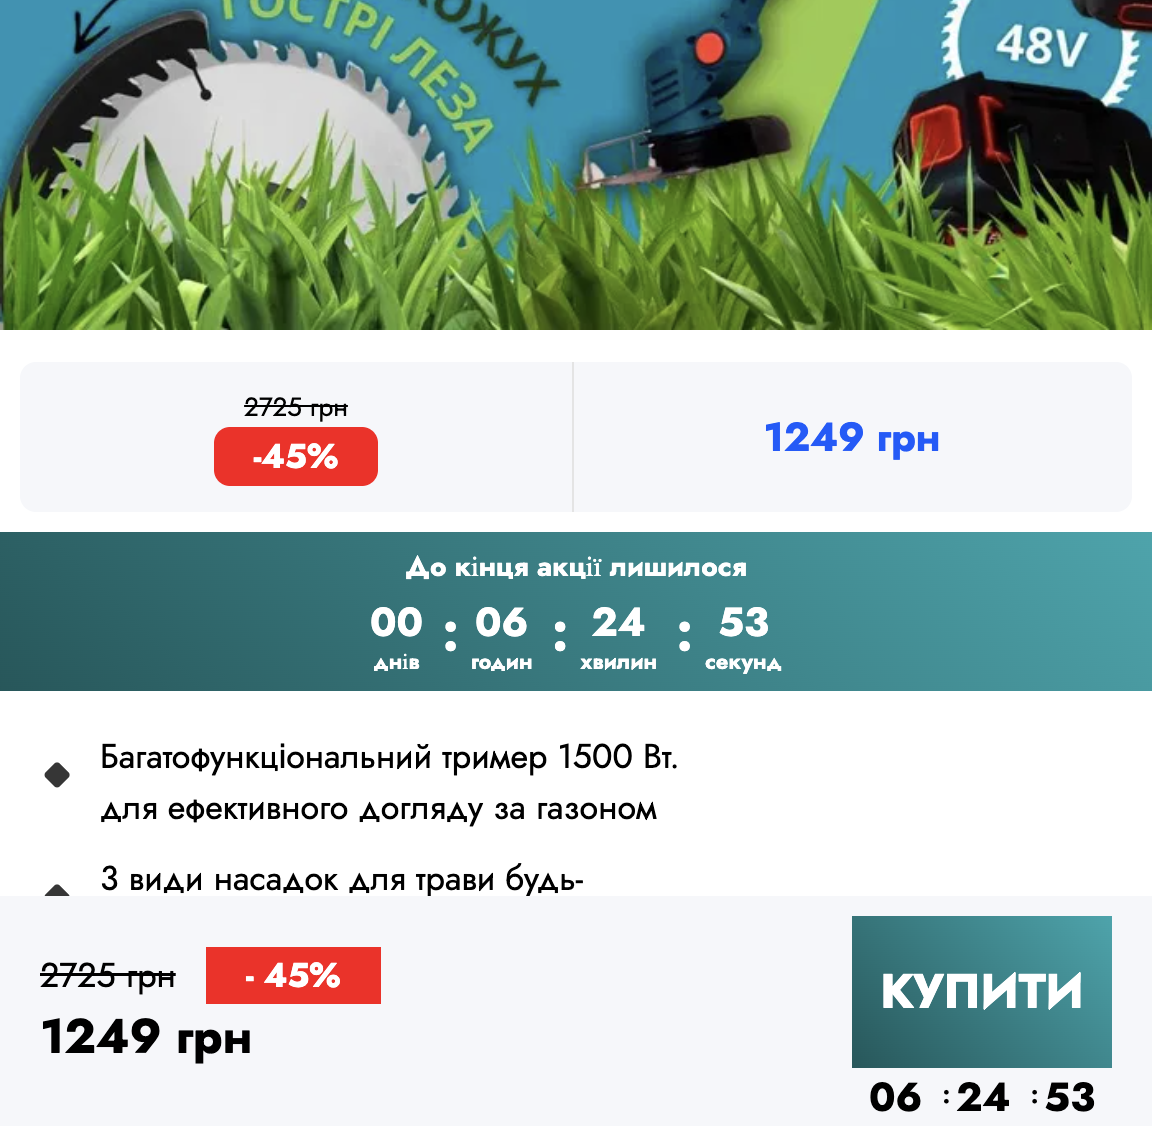 КОЖУХ
ГОСТРІ ЛЕЗА
48V
2725 грн
-45%
1249 грн
До кінця акції лишилося
00 : 06 : 24 : 53
днів годин хвилин секунд
Багатофункціональний тример 1500 Вт.
для ефективного догляду за газоном
3 види насадок для трави будь-
2725 грн - 45%
1249 грн
КУПИТИ
06 : 24 : 53